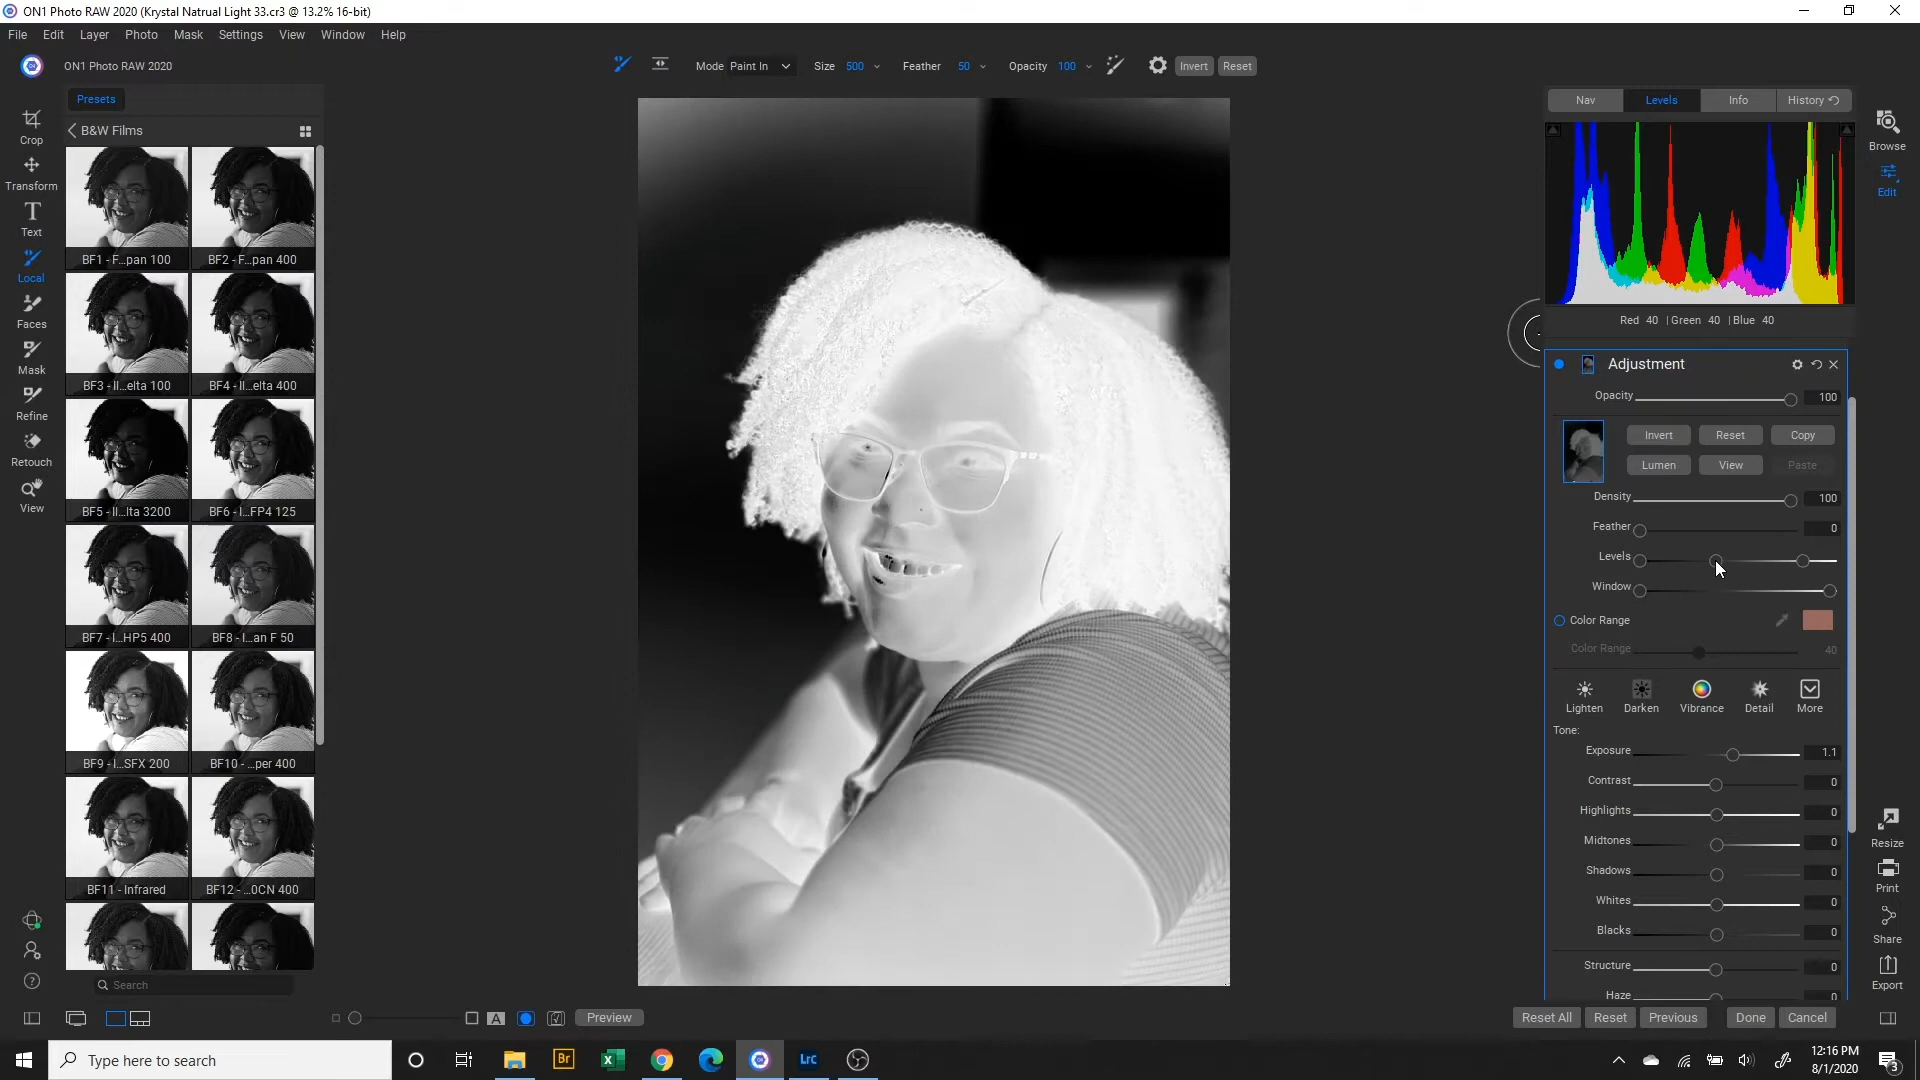 ON1 Photo RAW 2020 (Krystal Natrual Light 33.cr3 @ 13.2% 16-bit)
File Edit Layer Photo Mask Settings View Window Help
ON1 Photo RAW 2020
Mode Paint In Size 500 Feather 50 Opacity 100 Invert Reset
Presets
B&W Films
Crop
Transform
Text
Local
Faces
Mask
Refine
Retouch
View
BF1 - F...pan 100 BF2 - F...pan 400
BF3 - Il...elta 100 BF4 - Il...elta 400
BF5 - Il...lta 3200 BF6 - I...FP4 125
BF7 - I...HP5 400 BF8 - I...an F 50
BF9 - I...SFX 200 BF10 - ...per 400
BF11 - Infrared BF12 - ...0CN 400
Search
Nav Levels Info History
Red 40 | Green 40 | Blue 40
Adjustment
Opacity 100
Invert Reset Copy
Lumen View Paste
Density 100
Feather 0
Levels
Window
Color Range
Color Range 40
Lighten Darken Vibrance Detail More
Tone:
Exposure 1.1
Contrast 0
Highlights 0
Midtones 0
Shadows 0
Whites 0
Blacks 0
Structure 0
Haze 0
Browse
Edit
Resize
Print
Share
Export
A Preview
Reset All Reset Previous Done Cancel
Type here to search
Br
Lrc
12:16 PM
8/1/2020
3